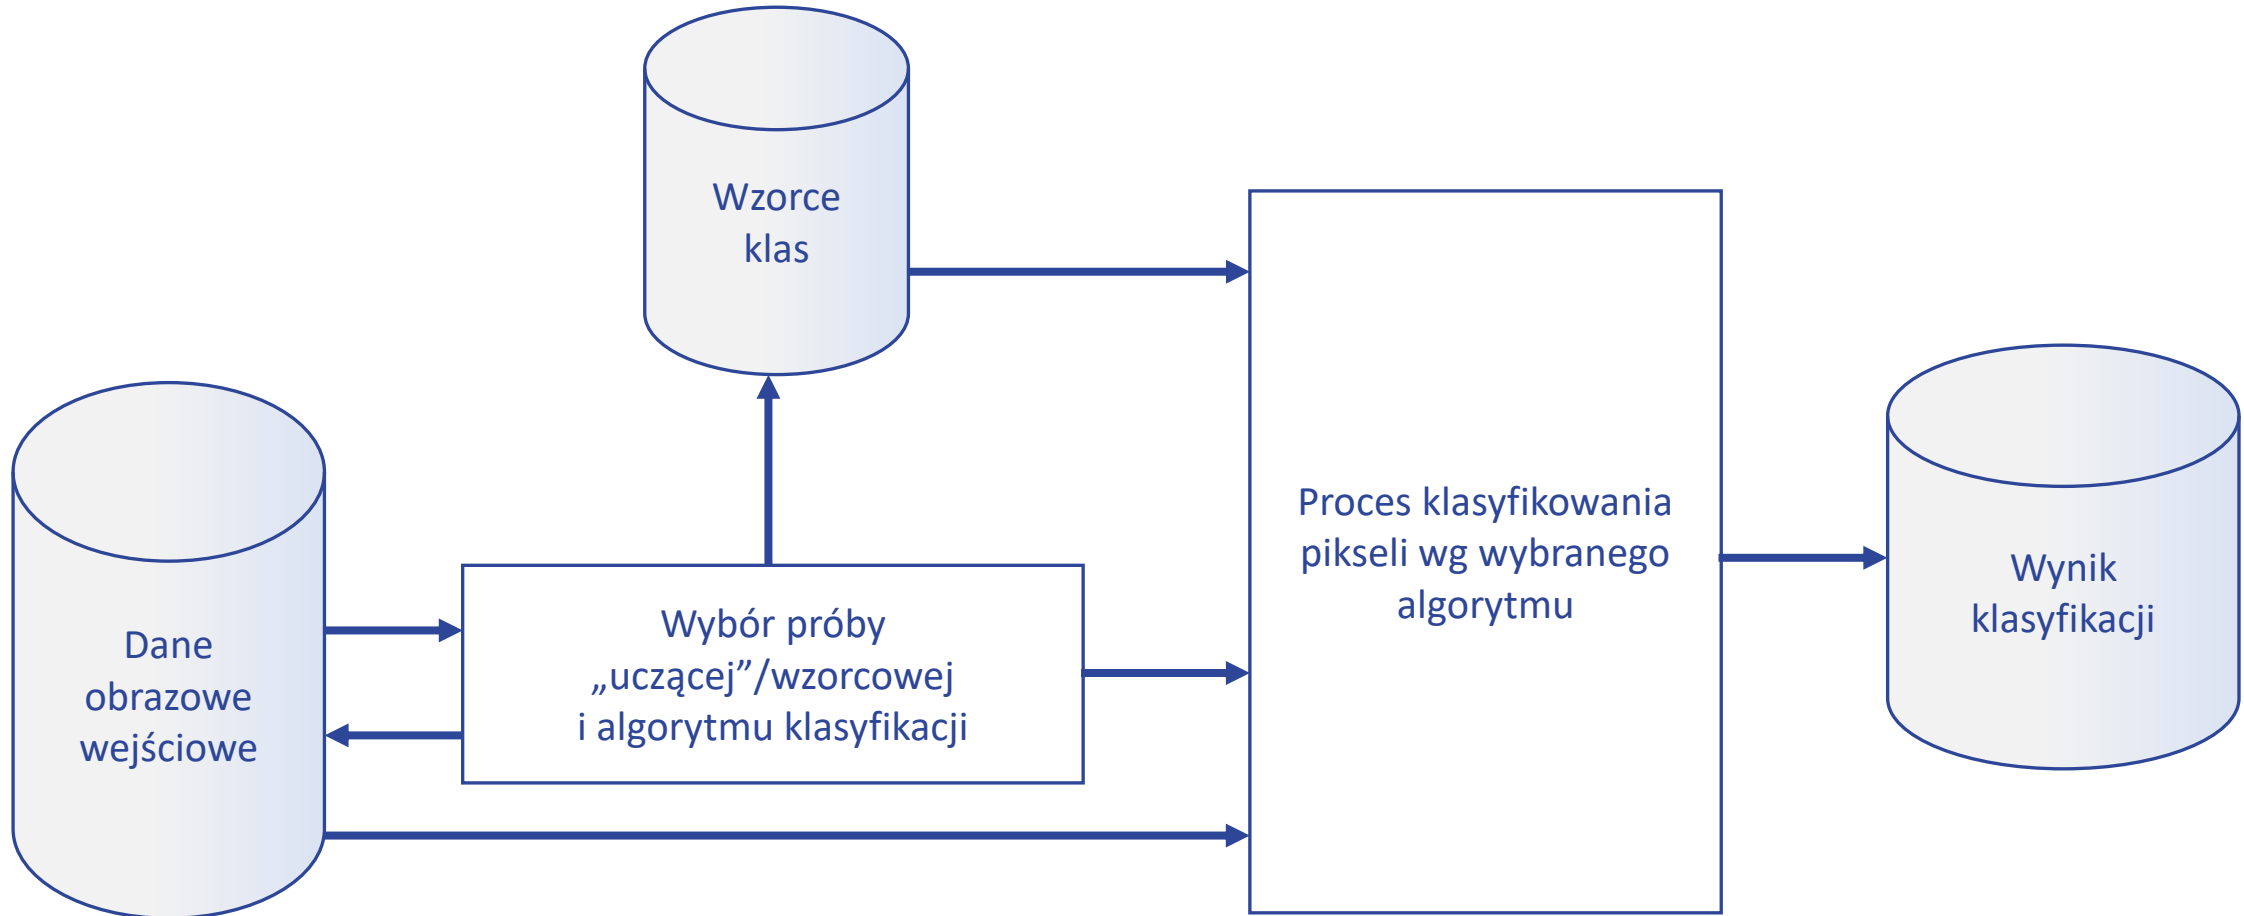 Wzorce
klas
Dane
obrazowe
wejściowe
Wybór próby
„uczącej”/wzorcowej
i algorytmu klasyfikacji
Proces klasyfikowania
pikseli wg wybranego
algorytmu
Wynik
klasyfikacji